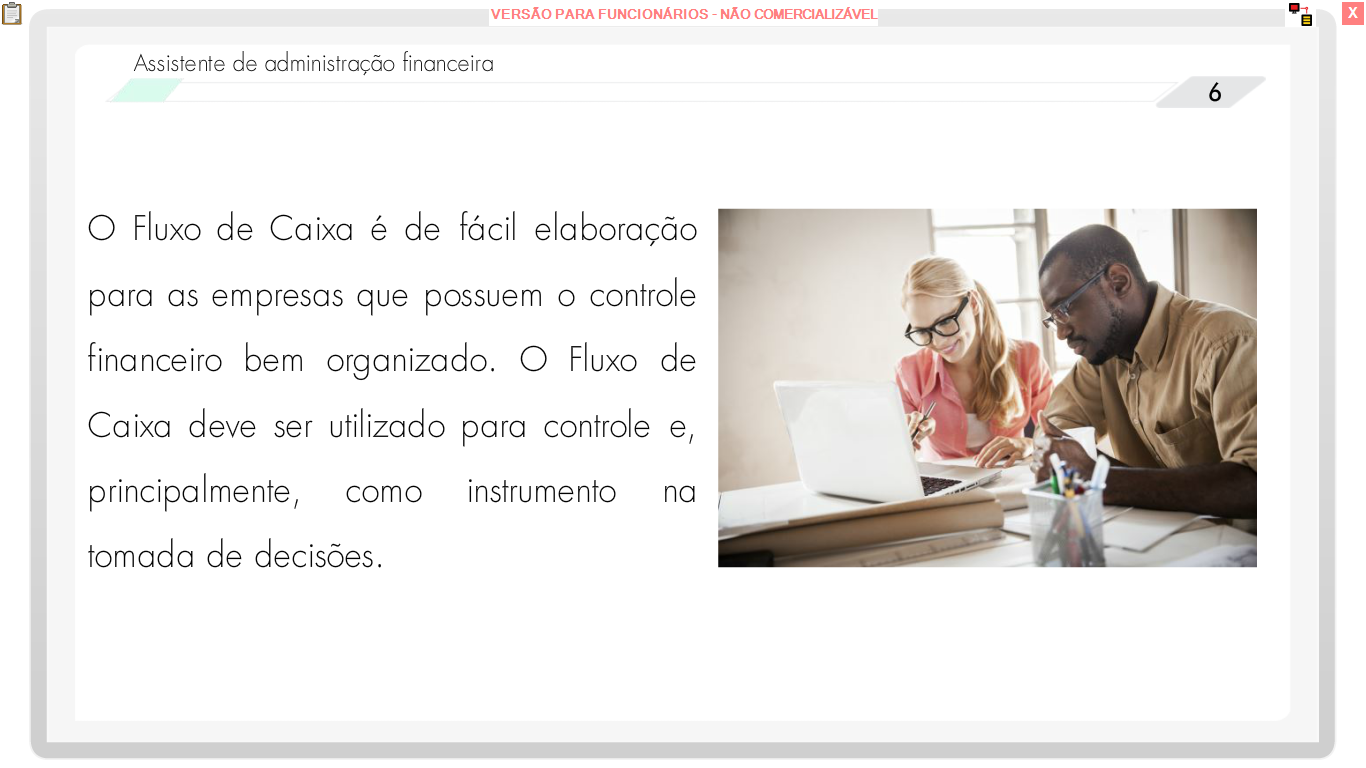 VERSÃO PARA FUNCIONÁRIOS - NÃO COMERCIALIZÁVEL
X
Assistente de administração financeira
6
O Fluxo de Caixa é de fácil elaboração
para as empresas que possuem o controle
financeiro bem organizado. O Fluxo de
Caixa deve ser utilizado para controle e,
principalmente, como instrumento na
tomada de decisões.